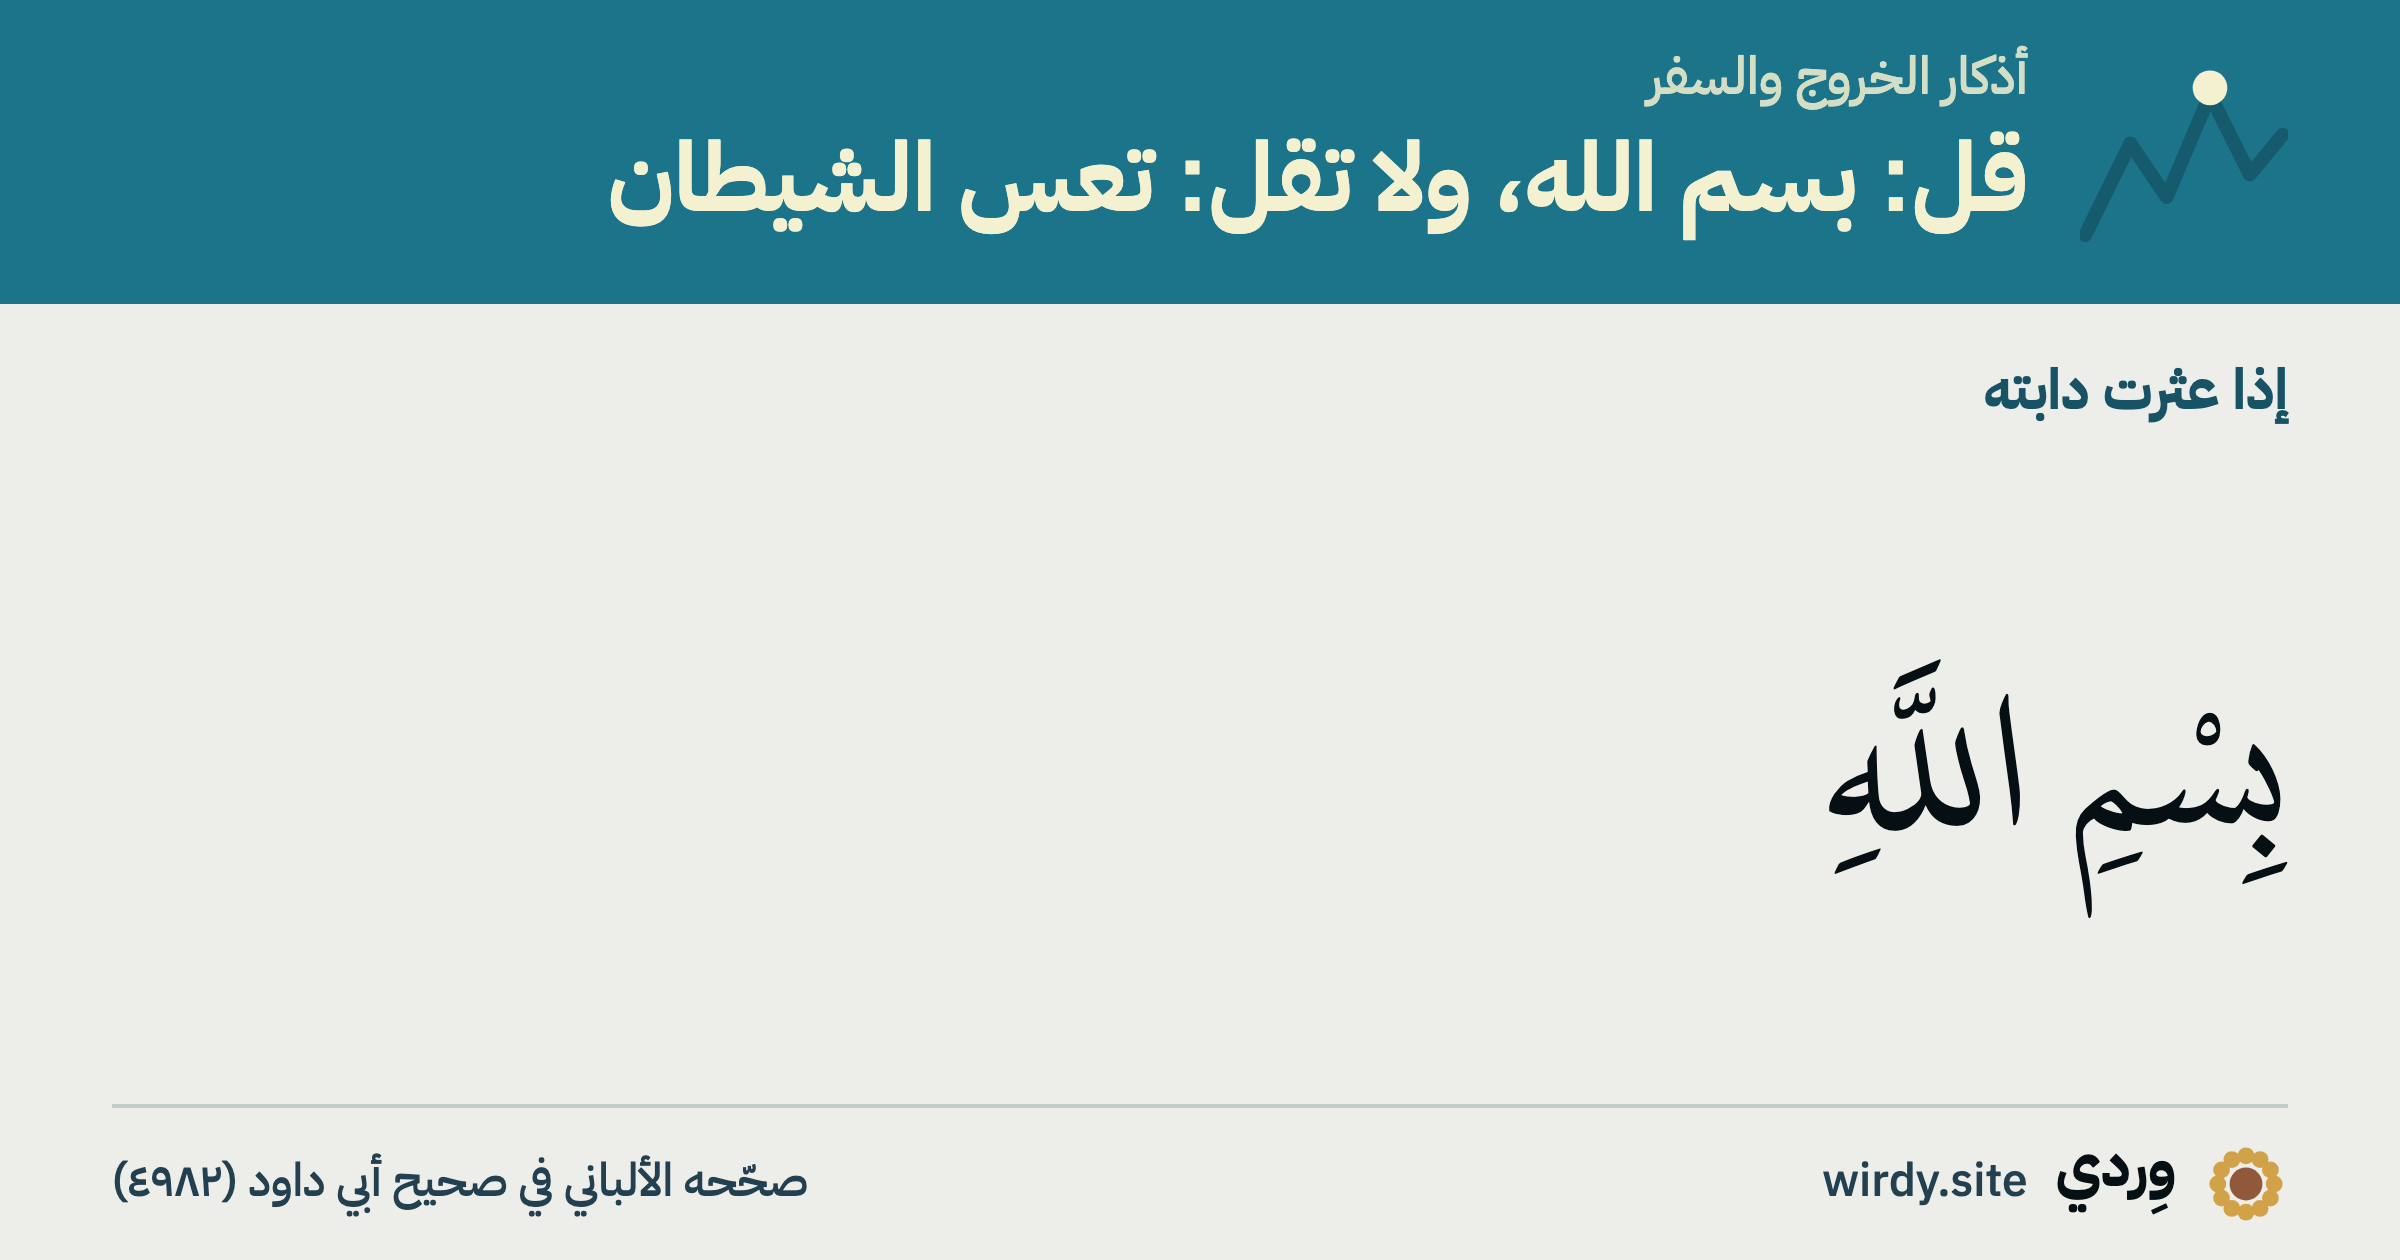 أذكار الخروج والسفر
قل: بسم الله، ولا تقل: تعس الشيطان
إذا عثرت دابته
بِسْمِ اللَّهِ
وِردي wirdy.site
صحّحه الألباني في صحيح أبي داود (٤٩٨٢)